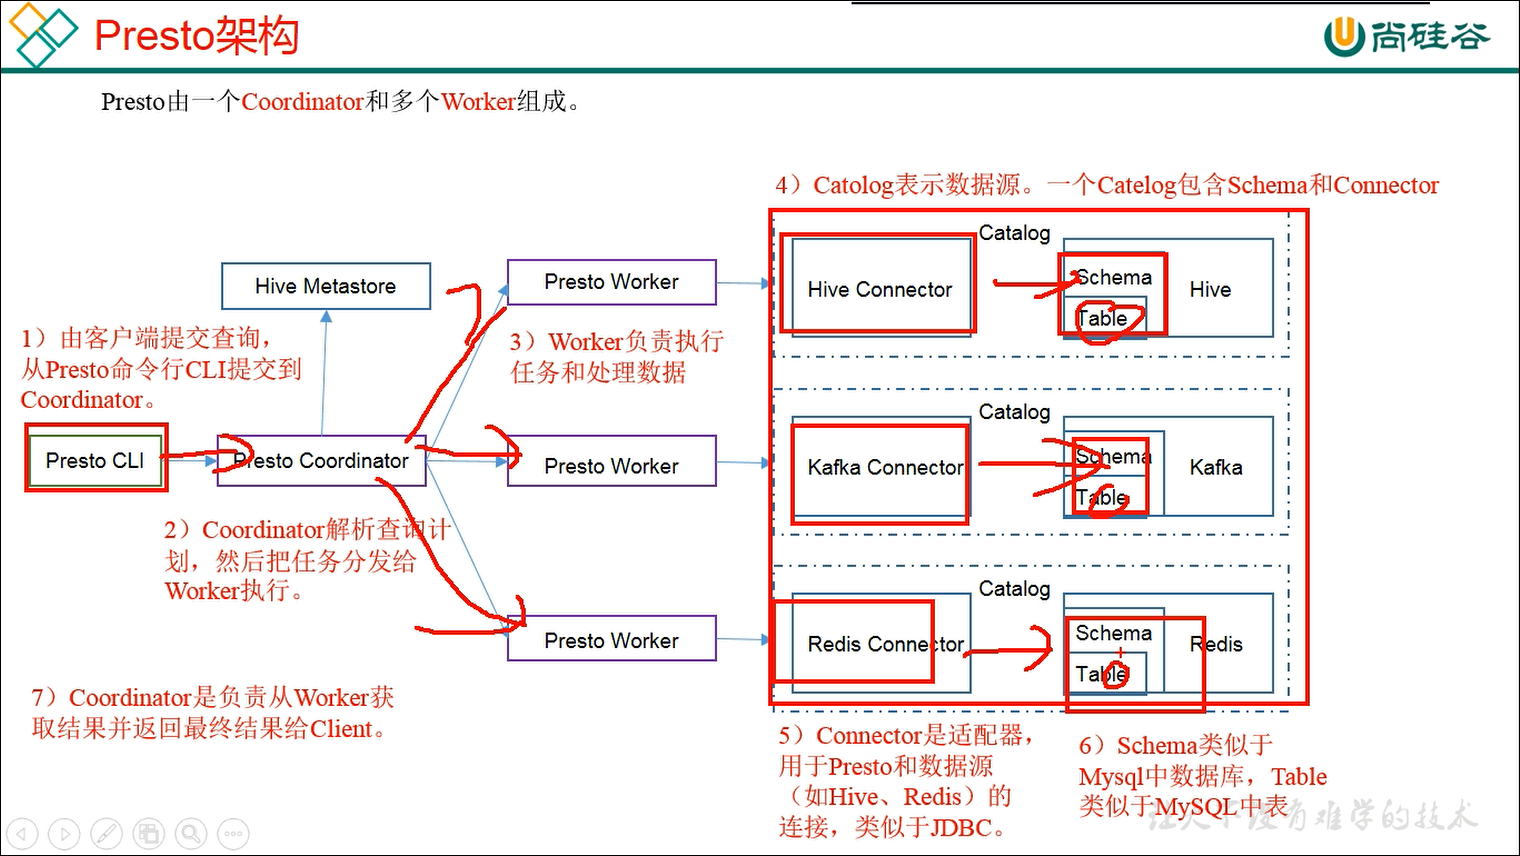 Presto架构
尚硅谷
Presto由一个Coordinator和多个Worker组成。
4）Catolog表示数据源。一个Catelog包含Schema和Connector
Catalog
Hive Connector
Schema
Table
Hive
Hive Metastore
Presto Worker
1）由客户端提交查询，
从Presto命令行CLI提交到
Coordinator。
3）Worker负责执行
任务和处理数据
Presto CLI
Presto Coordinator
Presto Worker
Catalog
Kafka Connector
Schema
Table
Kafka
2）Coordinator解析查询计
划，然后把任务分发给
Worker执行。
Presto Worker
Catalog
Redis Connector
Schema
Table
Redis
7）Coordinator是负责从Worker获
取结果并返回最终结果给Client。
5）Connector是适配器，
用于Presto和数据源
（如Hive、Redis）的
连接，类似于JDBC。
6）Schema类似于
Mysql中数据库，Table
类似于MySQL中表
让天下没有难学的技术